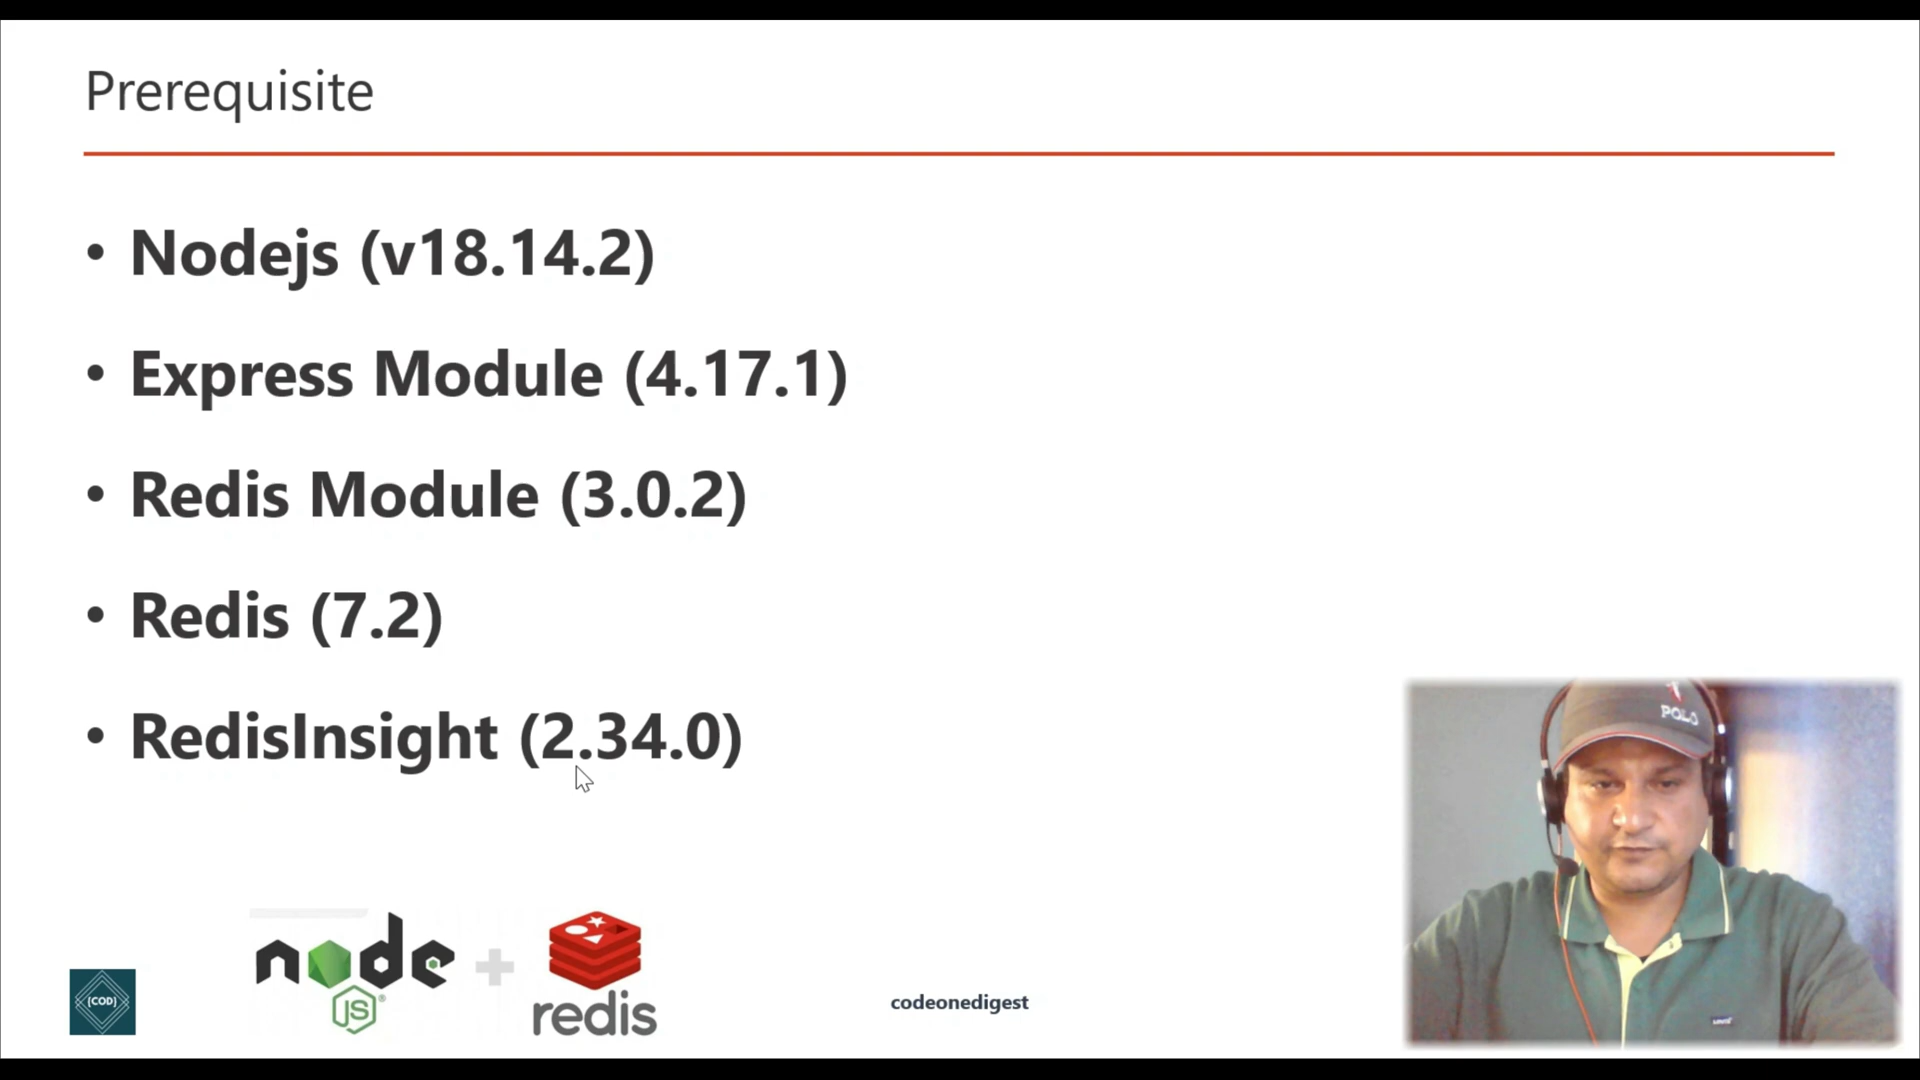 Prerequisite
• Nodejs (v18.14.2)
• Express Module (4.17.1)
• Redis Module (3.0.2)
• Redis (7.2)
• RedisInsight (2.34.0)
POLO
node
JS
redis
{COD}
codeonedigest